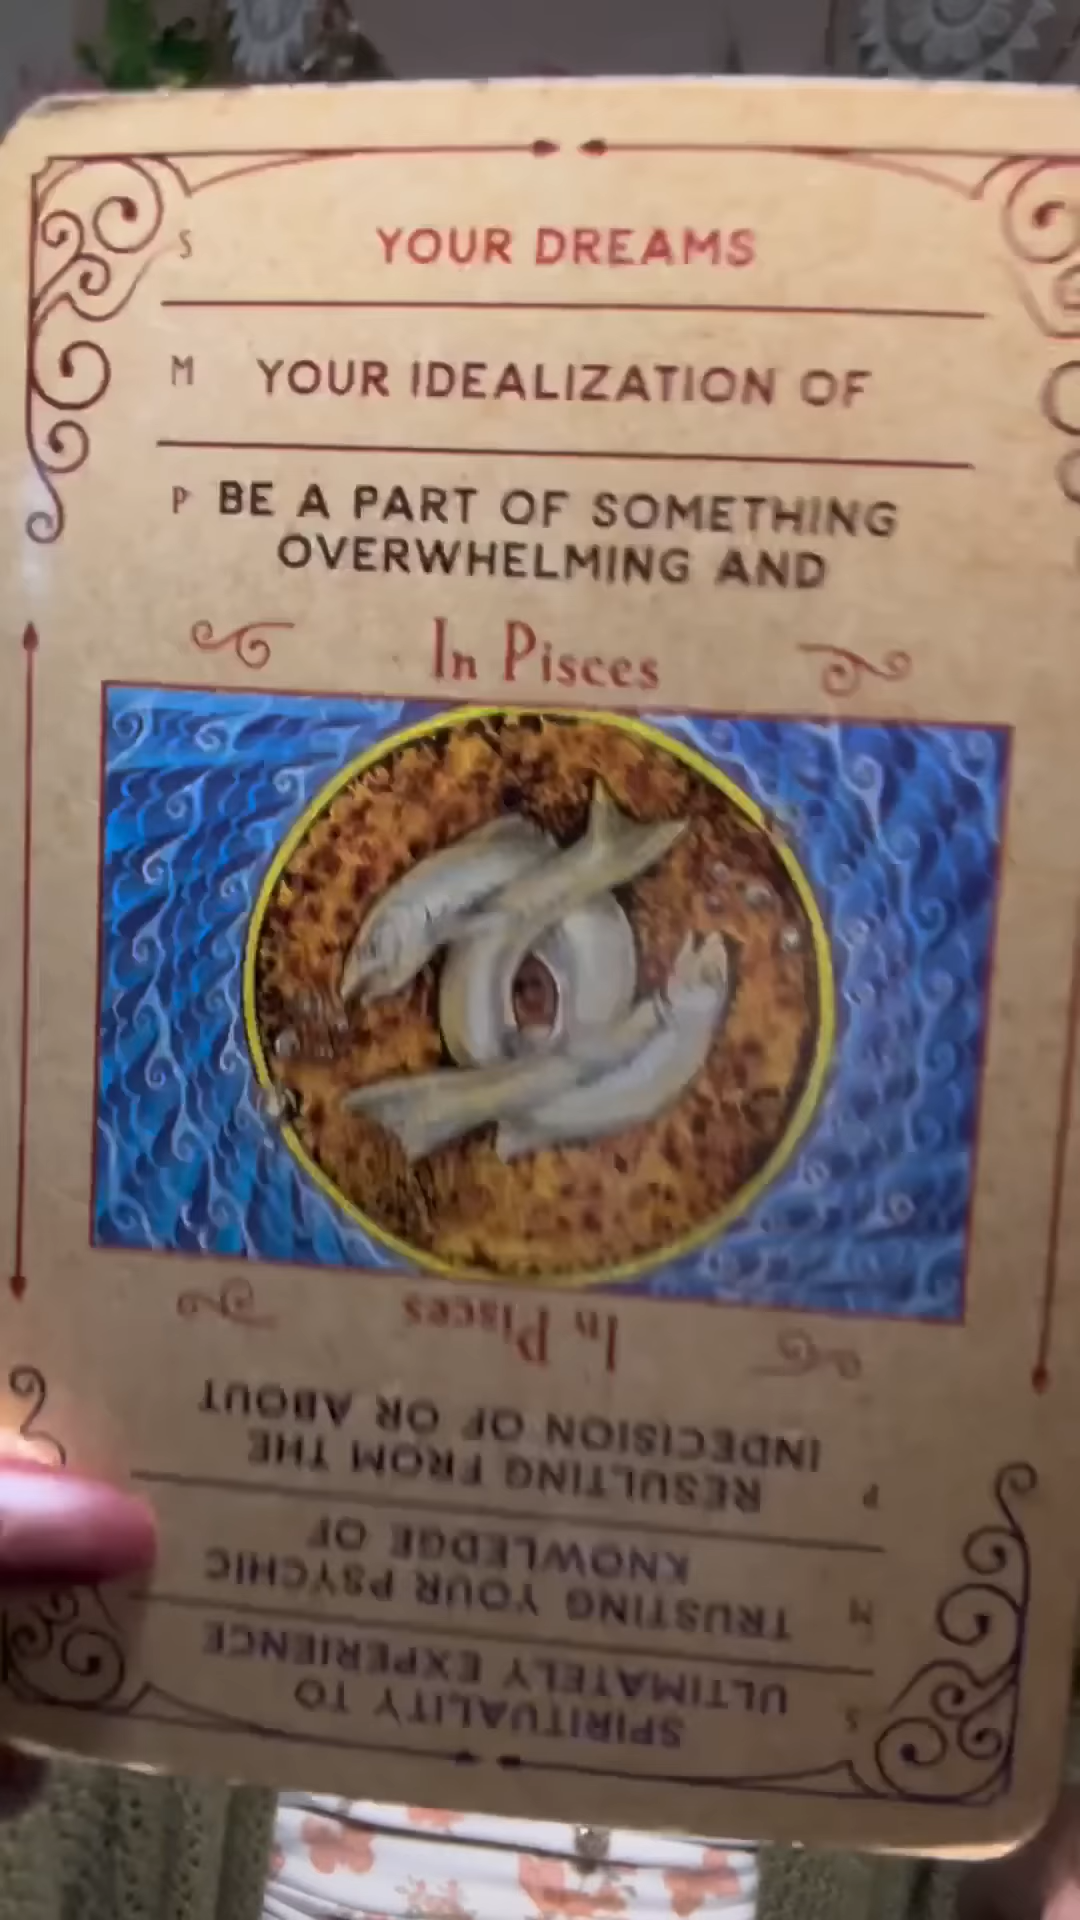 S YOUR DREAMS
M YOUR IDEALIZATION OF
P BE A PART OF SOMETHING
OVERWHELMING AND
In Pisces
In Pisces
INDECISION OF OR ABOUT
P RESULTING FROM THE
KNOWLEDGE OF
M TRUSTING YOUR PSYCHIC
ULTIMATELY EXPERIENCE
S SPIRITUALITY TO